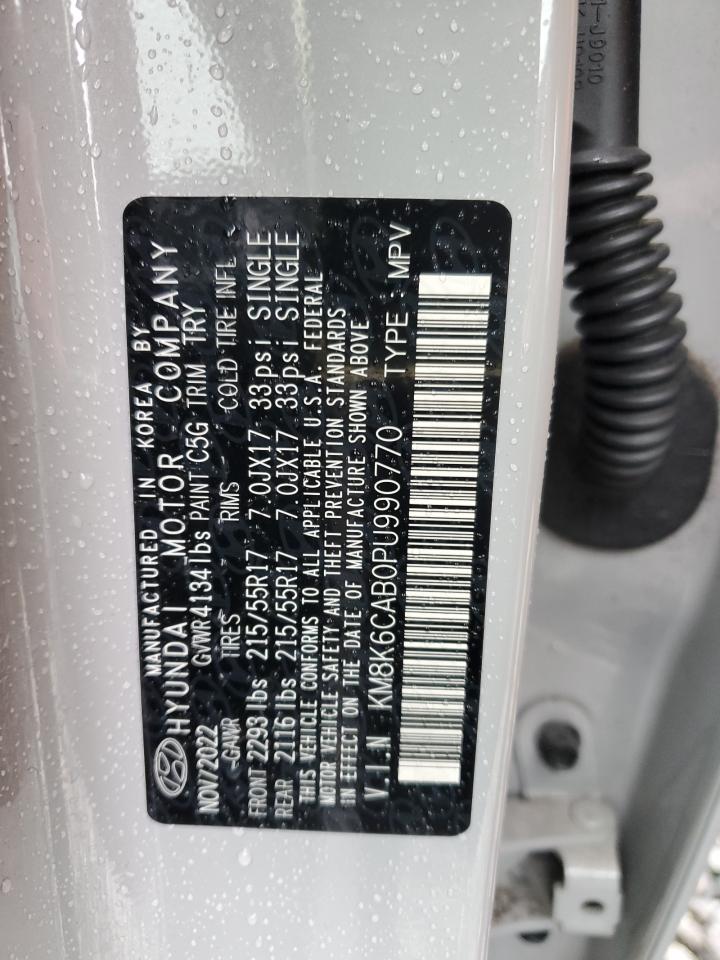 MANUFACTURED IN KOREA BY
HYUNDAI MOTOR COMPANY
NOV/2022 GVWR 4134 lbs PAINT C5G TRIM TRY
GAWR TIRES RIMS COLD TIRE INFL.
FRONT 2293 lbs 215/55R17 7.0JX17 33psi SINGLE
REAR 2116 lbs 215/55R17 7.0JX17 33psi SINGLE
THIS VEHICLE CONFORMS TO ALL APPLICABLE U.S.A. FEDERAL
MOTOR VEHICLE SAFETY AND THEFT PREVENTION STANDARDS
IN EFFECT ON THE DATE OF MANUFACTURE SHOWN ABOVE
V.I.N KM8K6CAB0PU990770 TYPE MPV